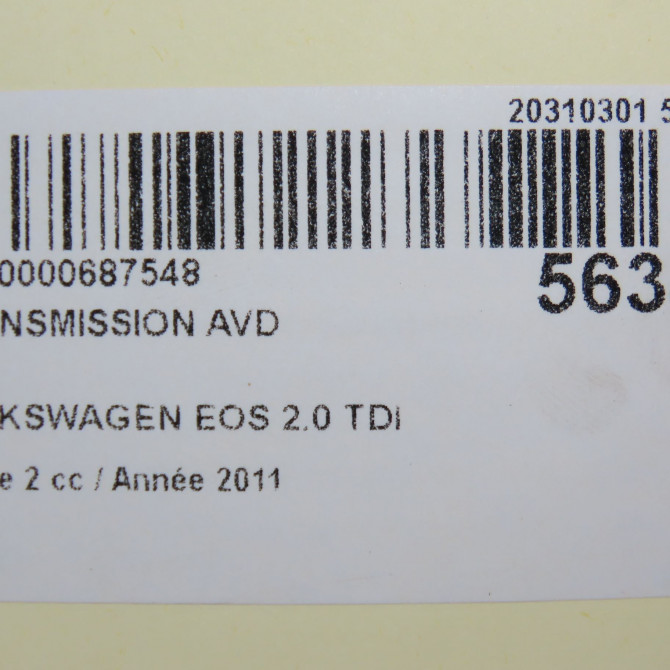 20310301 5
0000687548
563
NSMISSION AVD
KSWAGEN EOS 2.0 TDI
e 2 cc / Année 2011